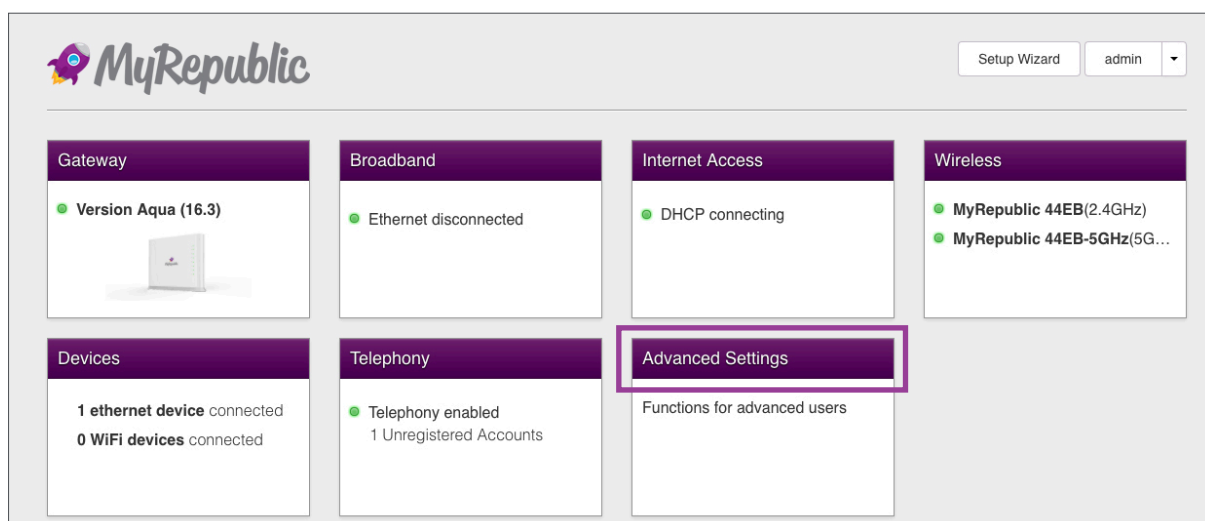 MyRepublic
Setup Wizard
admin
Gateway
Version Aqua (16.3)
Broadband
Ethernet disconnected
Internet Access
DHCP connecting
Wireless
MyRepublic 44EB(2.4GHz)
MyRepublic 44EB-5GHz(5G...
Devices
1 ethernet device connected
0 WiFi devices connected
Telephony
Telephony enabled
1 Unregistered Accounts
Advanced Settings
Functions for advanced users